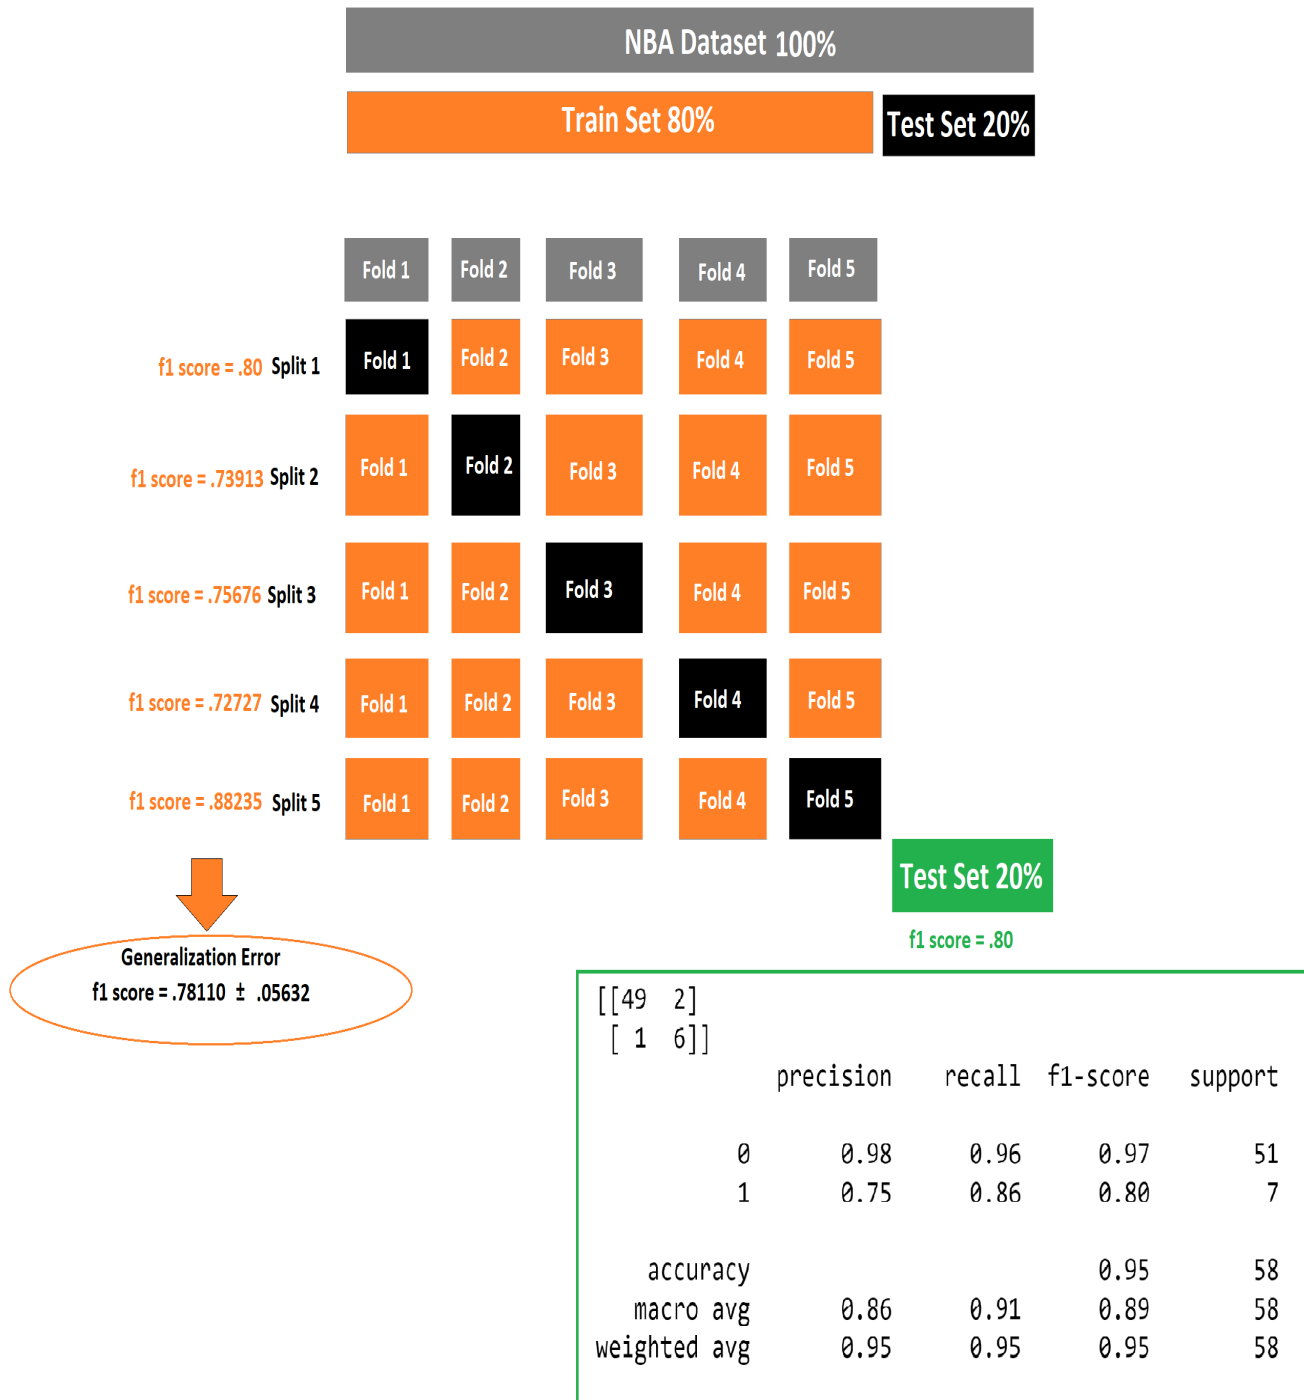 NBA Dataset 100%
Train Set 80% Test Set 20%
Fold 1 Fold 2 Fold 3 Fold 4 Fold 5
f1 score = .80 Split 1 Fold 1 Fold 2 Fold 3 Fold 4 Fold 5
f1 score = .73913 Split 2 Fold 1 Fold 2 Fold 3 Fold 4 Fold 5
f1 score = .75676 Split 3 Fold 1 Fold 2 Fold 3 Fold 4 Fold 5
f1 score = .72727 Split 4 Fold 1 Fold 2 Fold 3 Fold 4 Fold 5
f1 score = .88235 Split 5 Fold 1 Fold 2 Fold 3 Fold 4 Fold 5
Test Set 20%
f1 score = .80
Generalization Error
f1 score = .78110 ± .05632
[[49 2]
[ 1 6]]
precision recall f1-score support
0 0.98 0.96 0.97 51
1 0.75 0.86 0.80 7
accuracy 0.95 58
macro avg 0.86 0.91 0.89 58
weighted avg 0.95 0.95 0.95 58